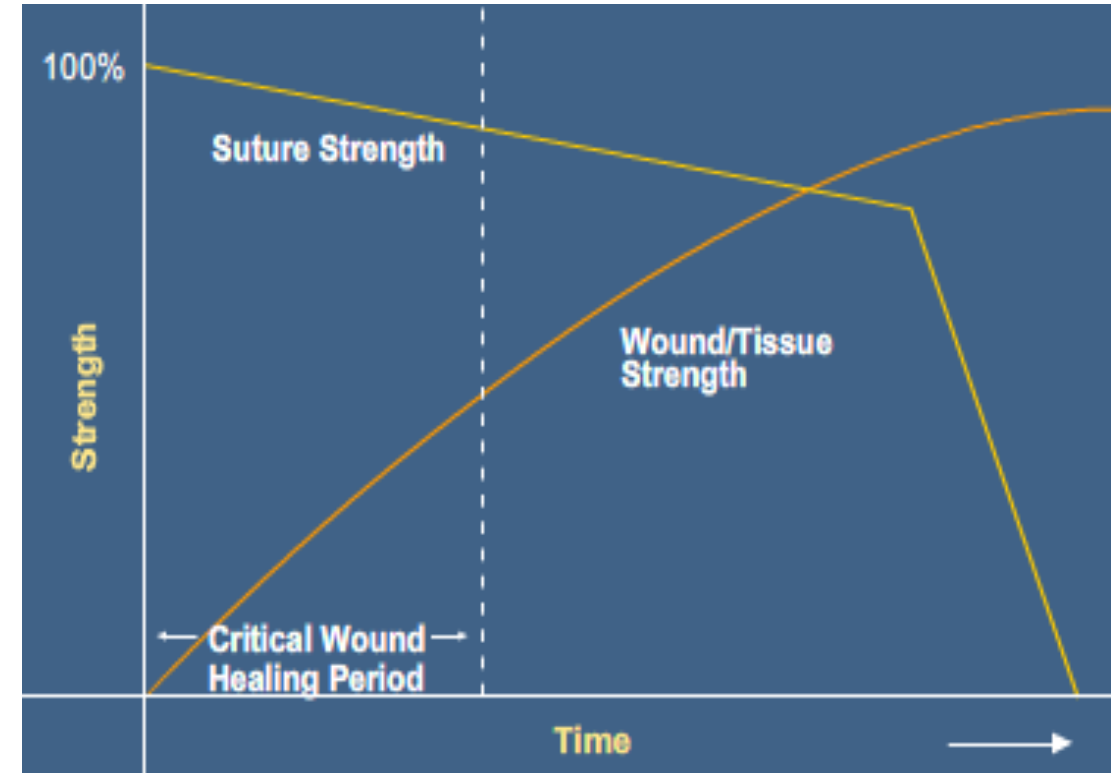 100%
Suture Strength
Wound/Tissue
Strength
Strength
Critical Wound
Healing Period
Time